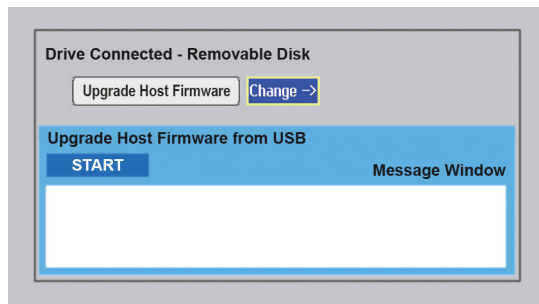 Drive Connected - Removable Disk
Upgrade Host Firmware Change ->
Upgrade Host Firmware from USB
START
Message Window